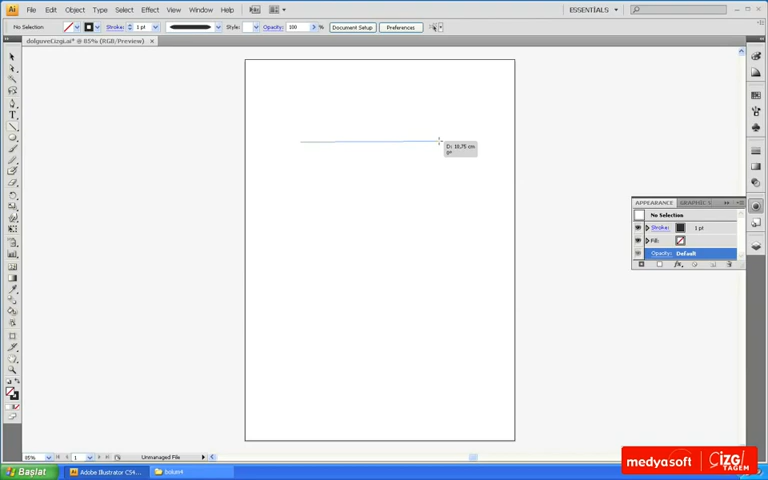 File Edit Object Type Select Effect View Window Help
ESSENTIALS
No Selection
Stroke: 1 pt
Style:
Opacity: 100 %
Document Setup
Preferences
dolguveCizgi.ai* @ 85% (RGB/Preview)
D: 18,75 cm
0°
APPEARANCE GRAPHIC S
No Selection
Stroke: 1 pt
Fill:
Opacity: Default
85% 1 Unmanaged File
Başlat
Adobe Illustrator CS4
bolum4
medyasoft
ÇİZGİ
TAGEM